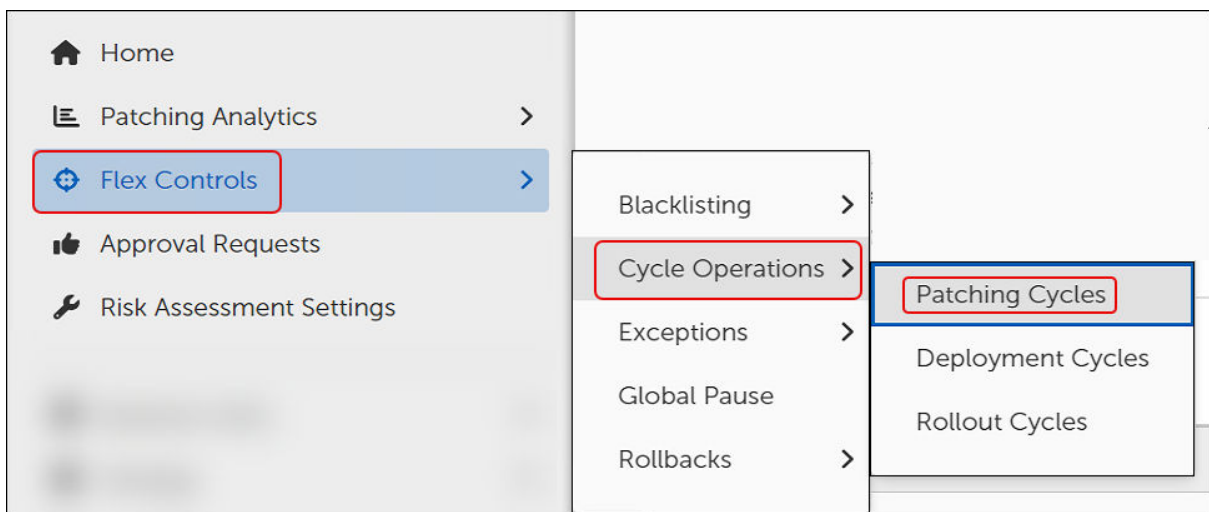 Home
Patching Analytics
Flex Controls
Approval Requests
Risk Assessment Settings
Blacklisting
Cycle Operations
Exceptions
Global Pause
Rollbacks
Patching Cycles
Deployment Cycles
Rollout Cycles